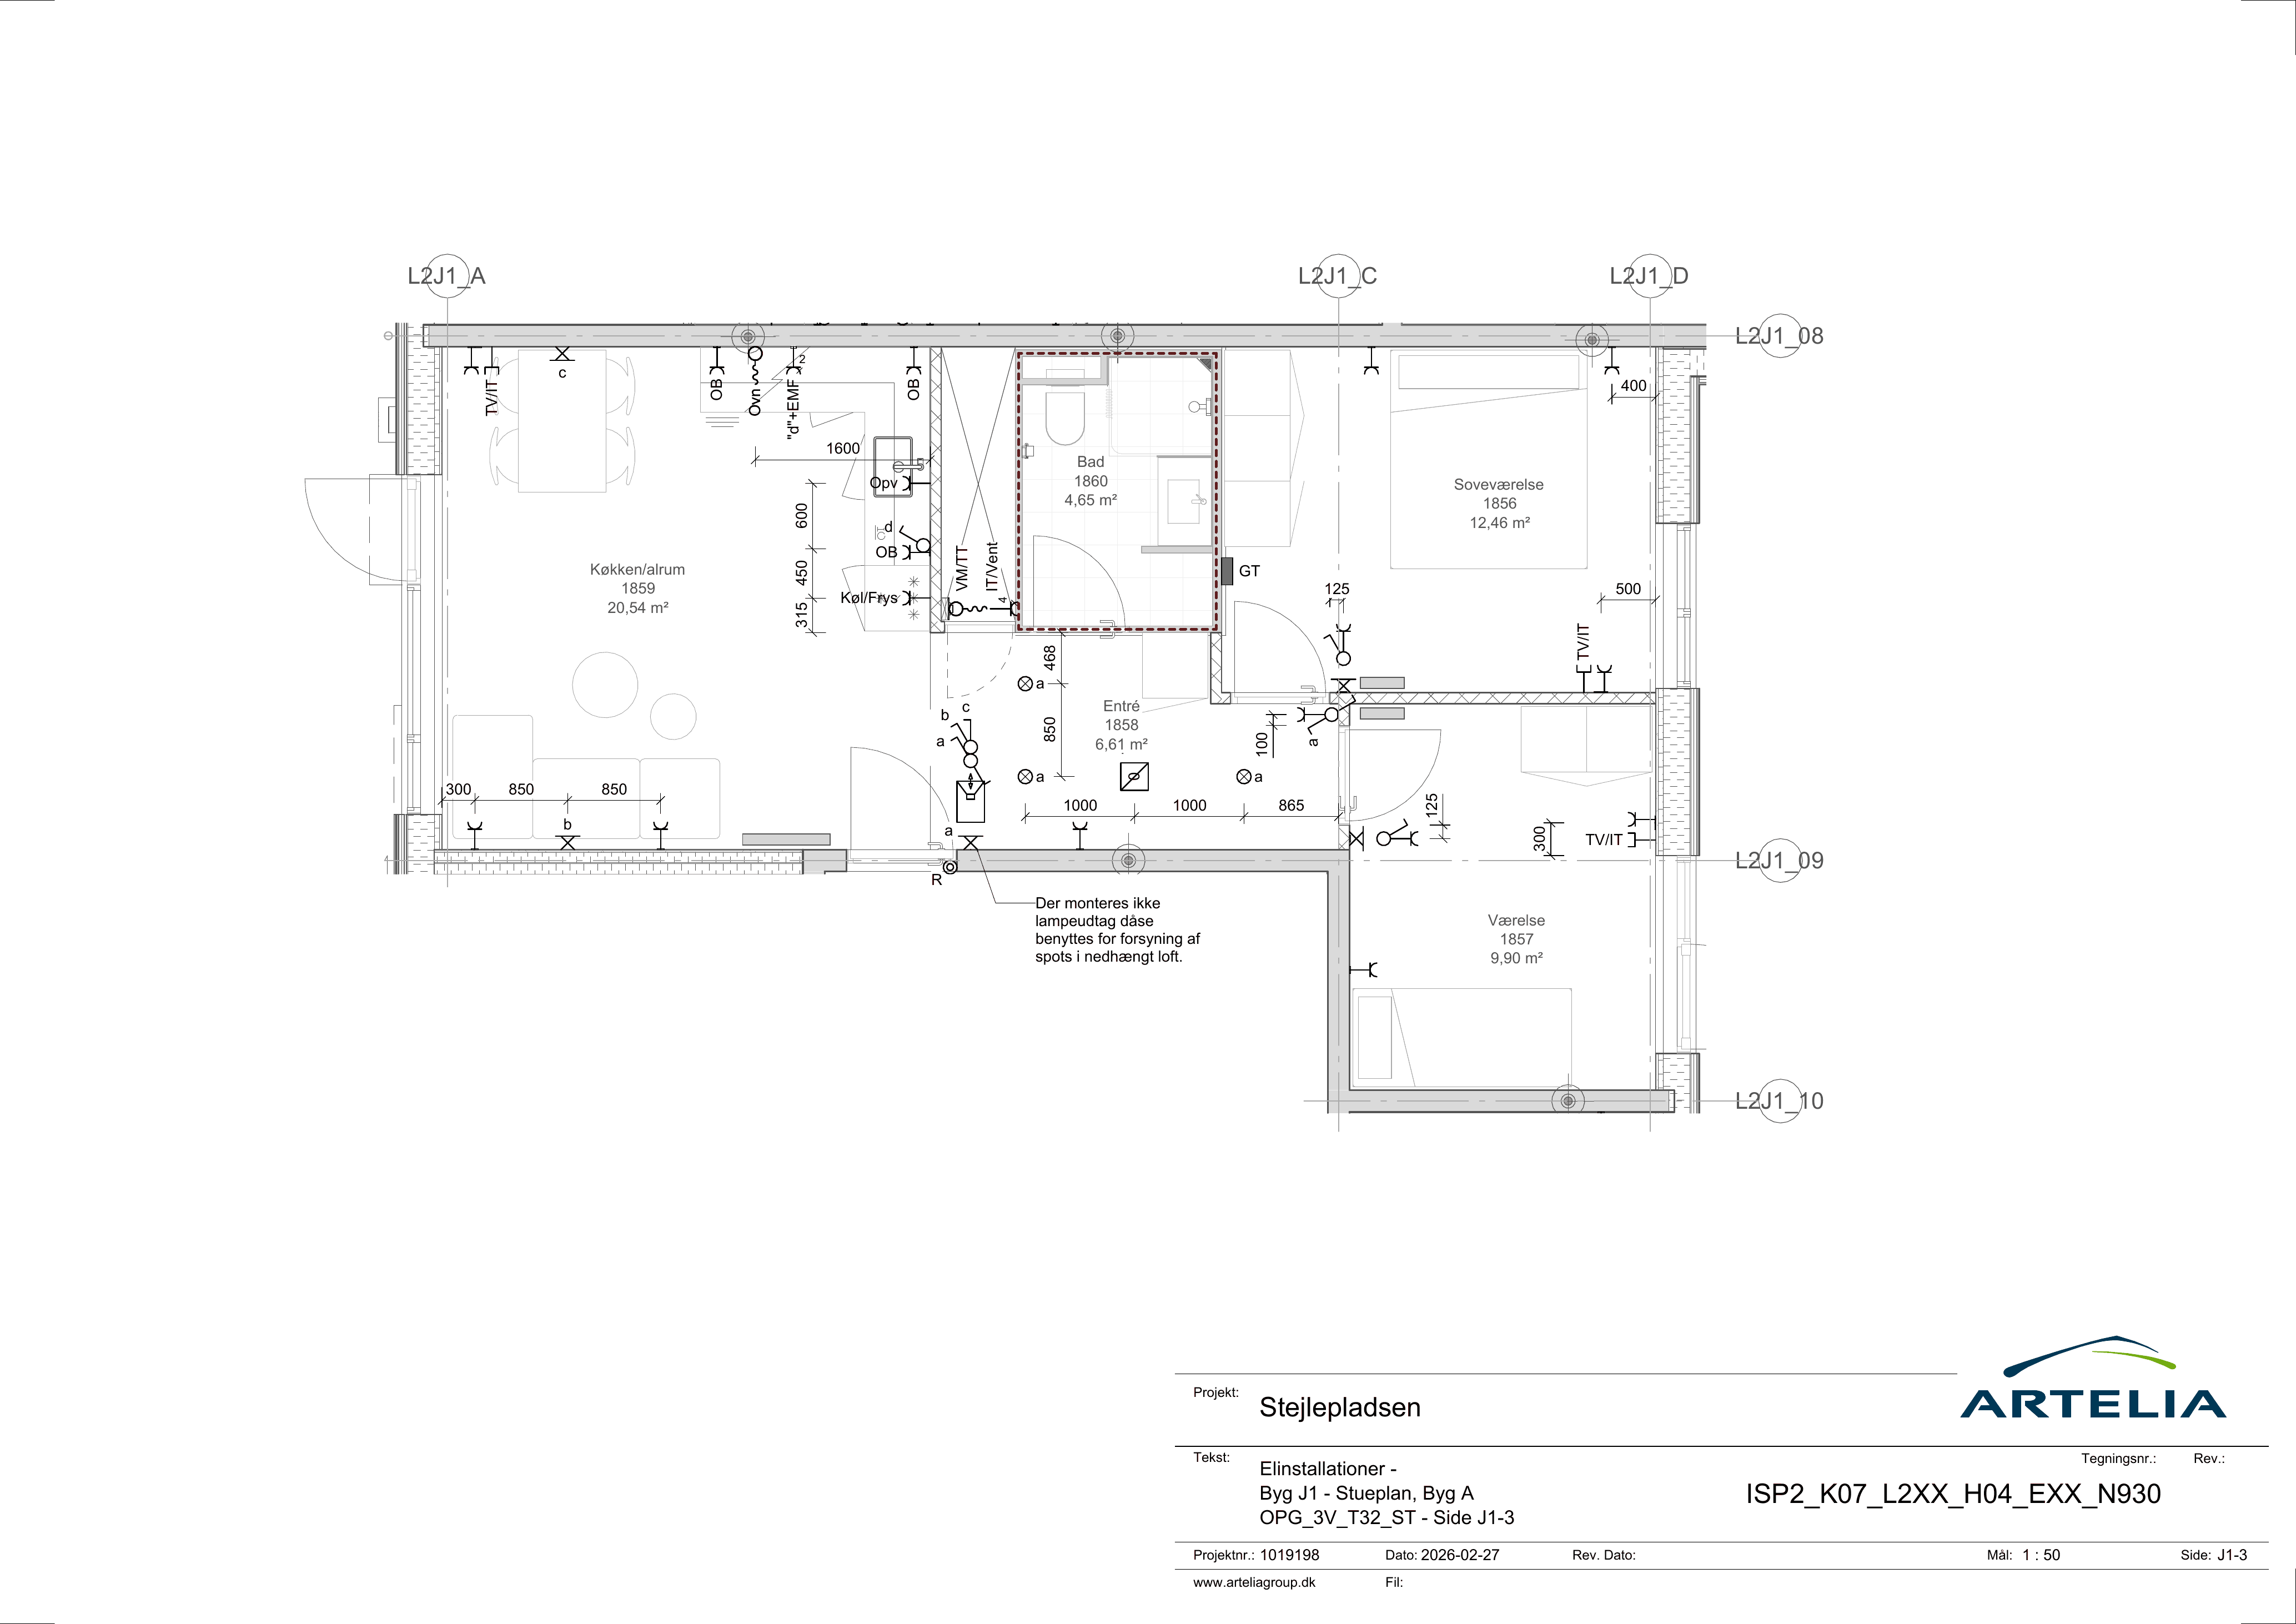 L2J1_A
L2J1_C
L2J1_D
L2J1_08
c
2
TV/IT
OB
Ovn
"d"+EMF
OB
400
1600
Bad
1860
4,65 m²
Opv
Soveværelse
1856
12,46 m²
600
d
OB
VM/TT
IT/Vent
4
Køkken/alrum
1859
20,54 m²
450
GT
Køl/Frys
315
125
500
TV/IT
468
a
Entré
1858
6,61 m²
c
b
a
850
100
a
a
a
300
850
850
1000
1000
865
125
b
a
300
TV/IT
L2J1_09
R
Der monteres ikke
lampeudtag dåse
benyttes for forsyning af
spots i nedhængt loft.
Værelse
1857
9,90 m²
L2J1_10
Projekt:
Stejlepladsen
ARTELIA
Tekst:
Elinstallationer -
Byg J1 - Stueplan, Byg A
OPG_3V_T32_ST - Side J1-3
Tegningsnr.:
Rev.:
ISP2_K07_L2XX_H04_EXX_N930
Projektnr.: 1019198
Dato: 2026-02-27
Rev. Dato:
Mål: 1 : 50
Side: J1-3
www.arteliagroup.dk
Fil: